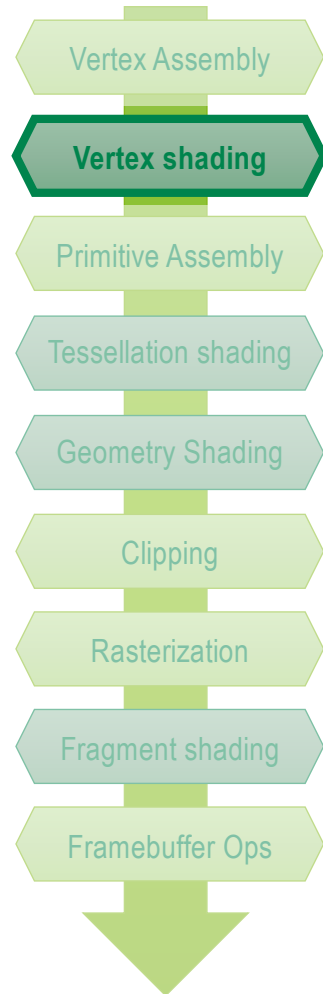 Vertex Assembly
Vertex shading
Primitive Assembly
Tessellation shading
Geometry Shading
Clipping
Rasterization
Fragment shading
Framebuffer Ops